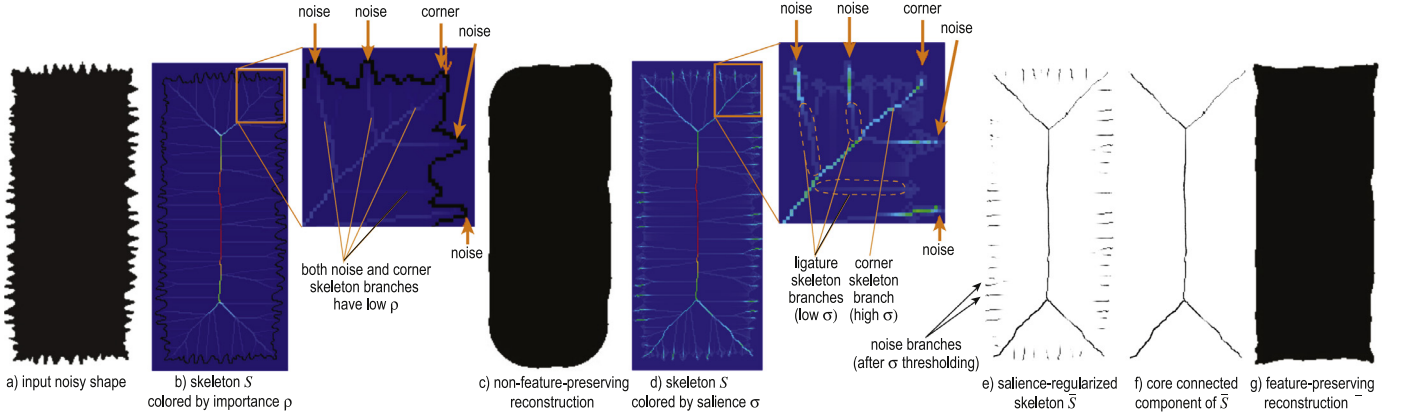 noise
noise
corner
noise
noise
both noise and corner
skeleton branches
have low ρ
noise
noise
corner
noise
noise
ligature
skeleton
branches
(low σ)
corner
skeleton
branch
(high σ)
noise branches
(after σ thresholding)
a) input noisy shape
b) skeleton S
colored by importance ρ
c) non-feature-preserving
reconstruction
d) skeleton S
colored by salience σ
e) salience-regularized
skeleton S̅
f) core connected
component of S̅
g) feature-preserving
reconstruction ¯